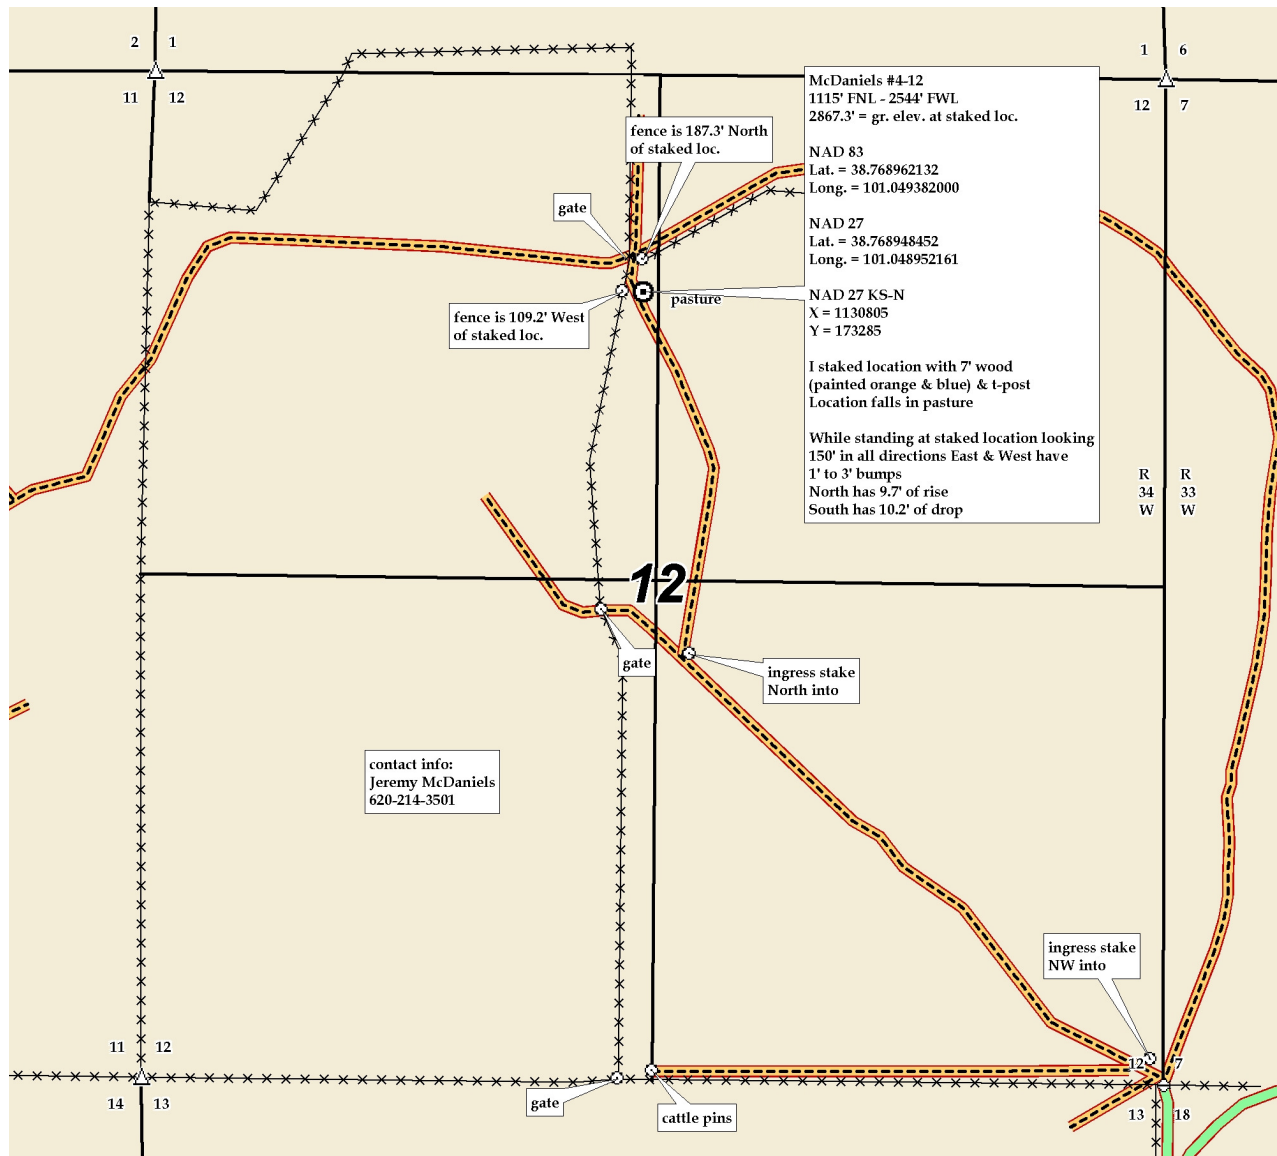 2 1
1 6
11 12
12 7
McDaniels #4-12
1115' FNL - 2544' FWL
2867.3' = gr. elev. at staked loc.
NAD 83
Lat. = 38.768962132
Long. = 101.049382000
NAD 27
Lat. = 38.768948452
Long. = 101.048952161
NAD 27 KS-N
X = 1130805
Y = 173285
I staked location with 7' wood
(painted orange & blue) & t-post
Location falls in pasture
While standing at staked location looking
150' in all directions East & West have
1' to 3' bumps
North has 9.7' of rise
South has 10.2' of drop
fence is 187.3' North
of staked loc.
gate
pasture
fence is 109.2' West
of staked loc.
R R
34 33
W W
12
gate
ingress stake
North into
contact info:
Jeremy McDaniels
620-214-3501
ingress stake
NW into
11 12
12 7
14 13
13 18
gate
cattle pins